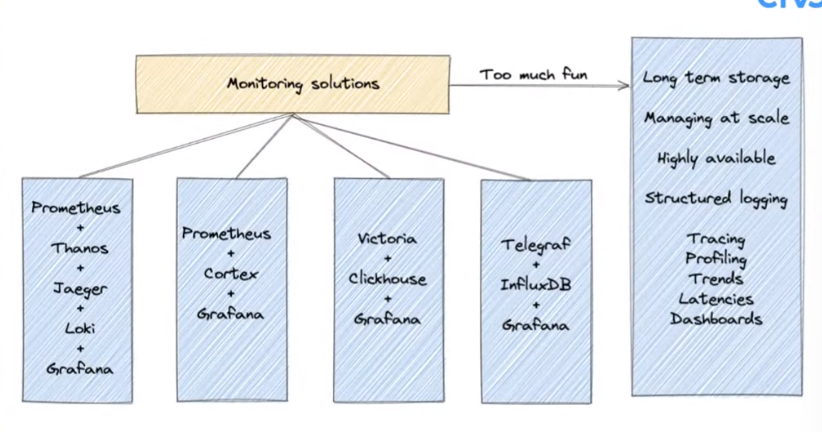 Monitoring solutions
Too much fun
Long term storage
Managing at scale
Highly available
Structured logging
Tracing
Profiling
Trends
Latencies
Dashboards
Prometheus
+
Thanos
+
Jaeger
+
Loki
+
Grafana
Prometheus
+
Cortex
+
Grafana
Victoria
+
Clickhouse
+
Grafana
Telegraf
+
InfluxDB
+
Grafana